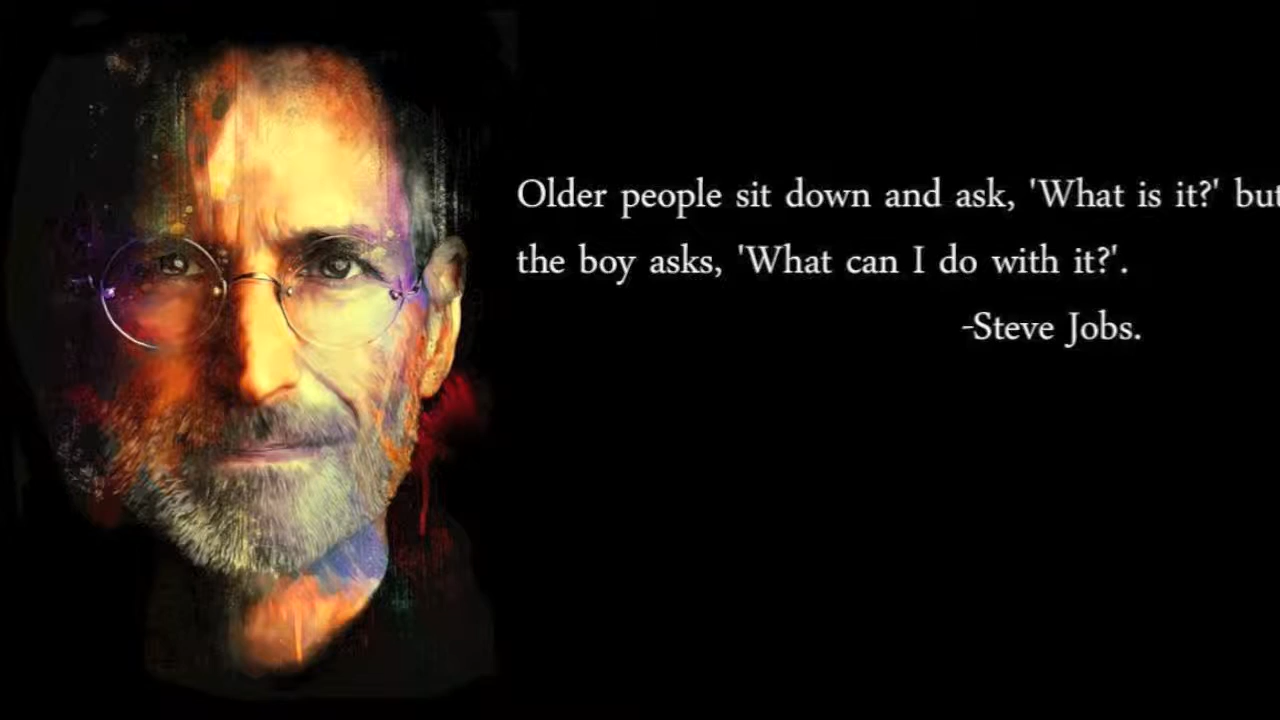 Older people sit down and ask, 'What is it?' but
the boy asks, 'What can I do with it?'.
-Steve Jobs.